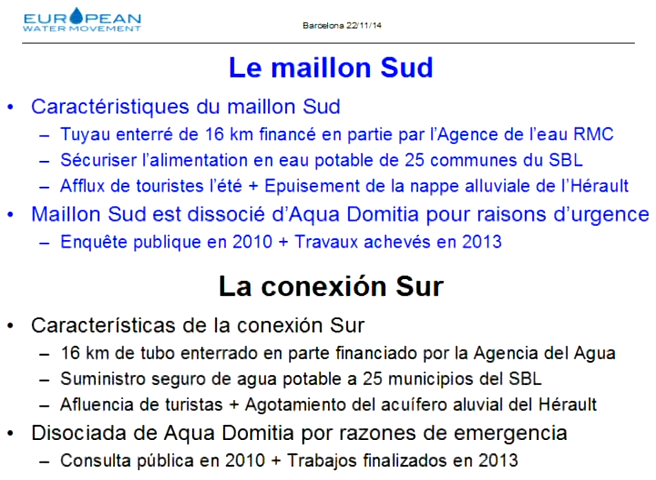 EUROPEAN
WATER MOVEMENT
Barcelona 22/11/14
Le maillon Sud
• Caractéristiques du maillon Sud
– Tuyau enterré de 16 km financé en partie par l'Agence de l'eau RMC
– Sécuriser l'alimentation en eau potable de 25 communes du SBL
– Afflux de touristes l'été + Epuisement de la nappe alluviale de l'Hérault
• Maillon Sud est dissocié d'Aqua Domitia pour raisons d'urgence
– Enquête publique en 2010 + Travaux achevés en 2013
La conexión Sur
• Características de la conexión Sur
– 16 km de tubo enterrado en parte financiado por la Agencia del Agua
– Suministro seguro de agua potable a 25 municipios del SBL
– Afluencia de turistas + Agotamiento del acuífero aluvial del Hérault
• Disociada de Aqua Domitia por razones de emergencia
– Consulta pública en 2010 + Trabajos finalizados en 2013